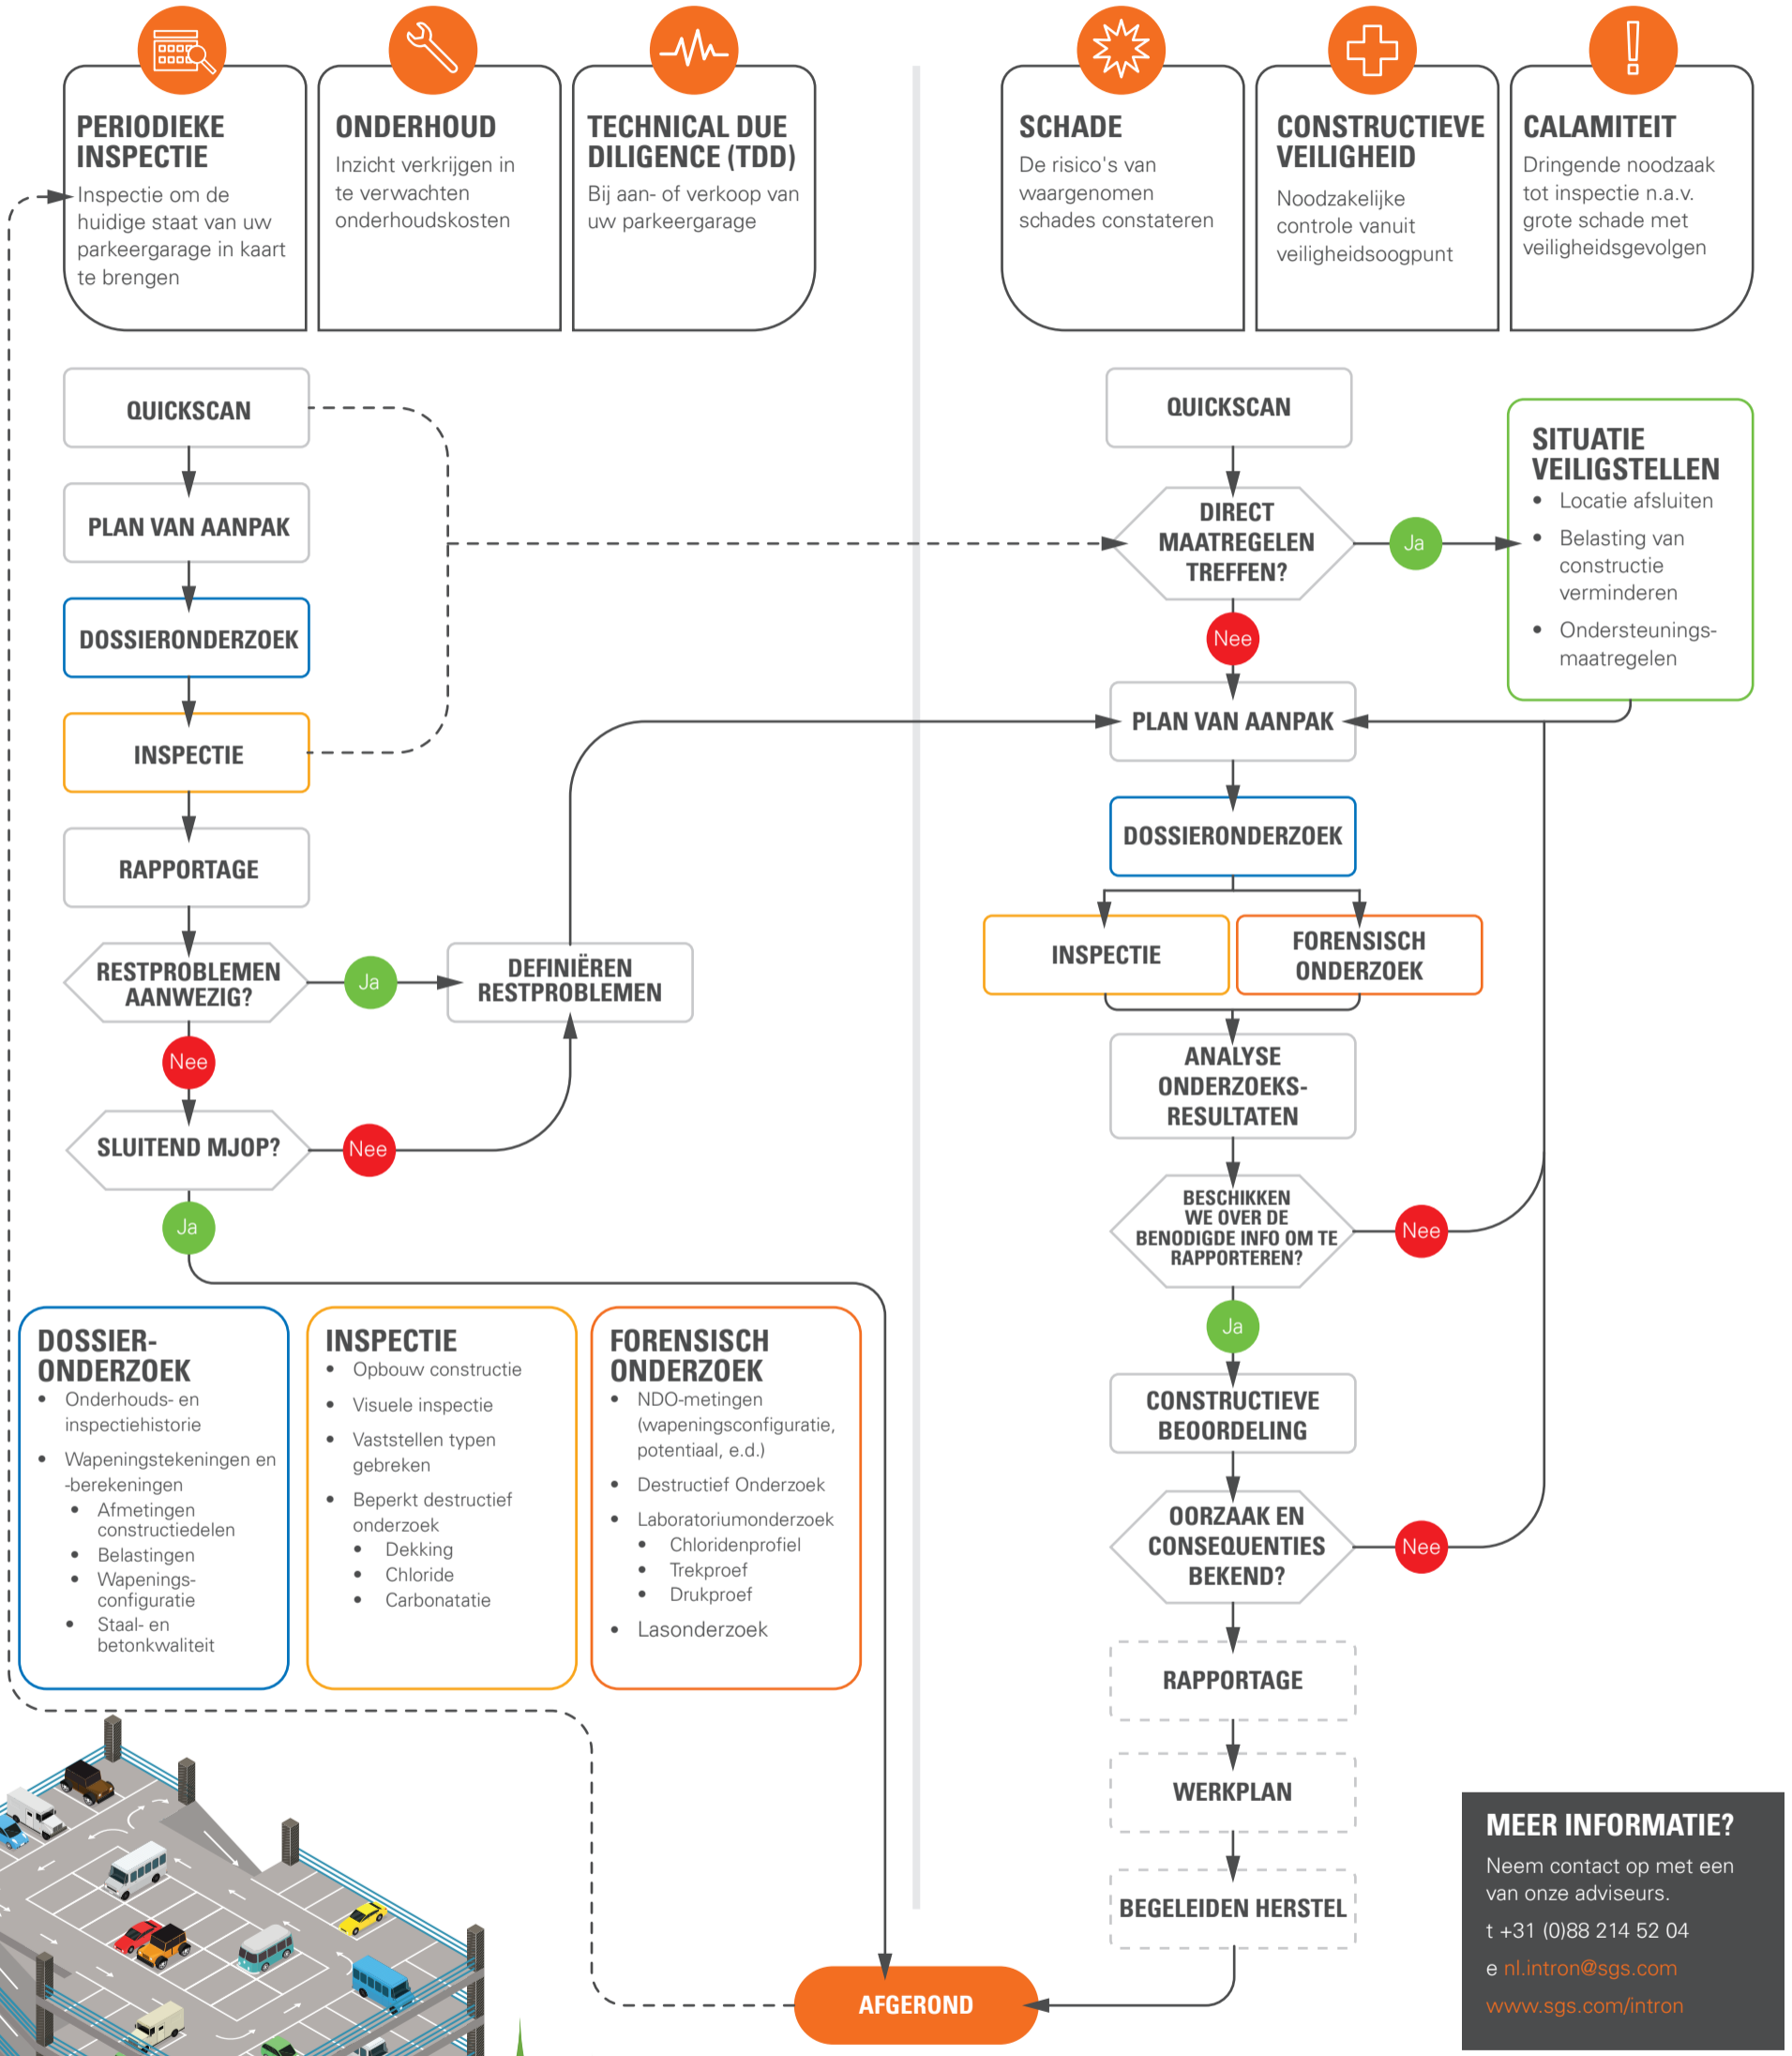 PERIODIEKE
INSPECTIE
Inspectie om de
huidige staat van uw
parkeergarage in kaart
te brengen
ONDERHOUD
Inzicht verkrijgen in
te verwachten
onderhoudskosten
TECHNICAL DUE
DILIGENCE (TDD)
Bij aan- of verkoop van
uw parkeergarage
SCHADE
De risico's van
waargenomen
schades constateren
CONSTRUCTIEVE
VEILIGHEID
Noodzakelijke
controle vanuit
veiligheidsoogpunt
CALAMITEIT
Dringende noodzaak
tot inspectie n.a.v.
grote schade met
veiligheidsgevolgen
QUICKSCAN
PLAN VAN AANPAK
DOSSIERONDERZOEK
INSPECTIE
RAPPORTAGE
RESTPROBLEMEN
AANWEZIG?
Ja
DEFINIËREN
RESTPROBLEMEN
Nee
SLUITEND MJOP?
Nee
Ja
QUICKSCAN
DIRECT
MAATREGELEN
TREFFEN?
Ja
SITUATIE
VEILIGSTELLEN
• Locatie afsluiten
• Belasting van
constructie
verminderen
• Ondersteunings-
maatregelen
Nee
PLAN VAN AANPAK
DOSSIERONDERZOEK
INSPECTIE
FORENSISCH
ONDERZOEK
ANALYSE
ONDERZOEKS-
RESULTATEN
BESCHIKKEN
WE OVER DE
BENODIGDE INFO OM TE
RAPPORTEREN?
Nee
Ja
CONSTRUCTIEVE
BEOORDELING
OORZAAK EN
CONSEQUENTIES
BEKEND?
Nee
RAPPORTAGE
WERKPLAN
BEGELEIDEN HERSTEL
AFGEROND
DOSSIER-
ONDERZOEK
• Onderhouds- en
inspectiehistorie
• Wapeningstekeningen en
-berekeningen
• Afmetingen
constructiedelen
• Belastingen
• Wapenings-
configuratie
• Staal- en
betonkwaliteit
INSPECTIE
• Opbouw constructie
• Visuele inspectie
• Vaststellen typen
gebreken
• Beperkt destructief
onderzoek
• Dekking
• Chloride
• Carbonatatie
FORENSISCH
ONDERZOEK
• NDO-metingen
(wapeningsconfiguratie,
potentiaal, e.d.)
• Destructief Onderzoek
• Laboratoriumonderzoek
• Chloridenprofiel
• Trekproef
• Drukproef
• Lasonderzoek
MEER INFORMATIE?
Neem contact op met een
van onze adviseurs.
t +31 (0)88 214 52 04
e nl.intron@sgs.com
www.sgs.com/intron